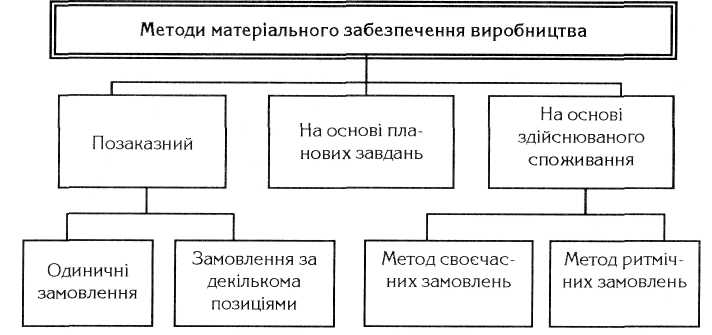 Методи матеріального забезпечення виробництва
Позаказний
На основі пла-
нових завдань
На основі
здійснюваного
споживання
Одиничні
замовлення
Замовлення за
декількома
позиціями
Метод своєчас-
них замовлень
Метод ритміч-
них замовлень